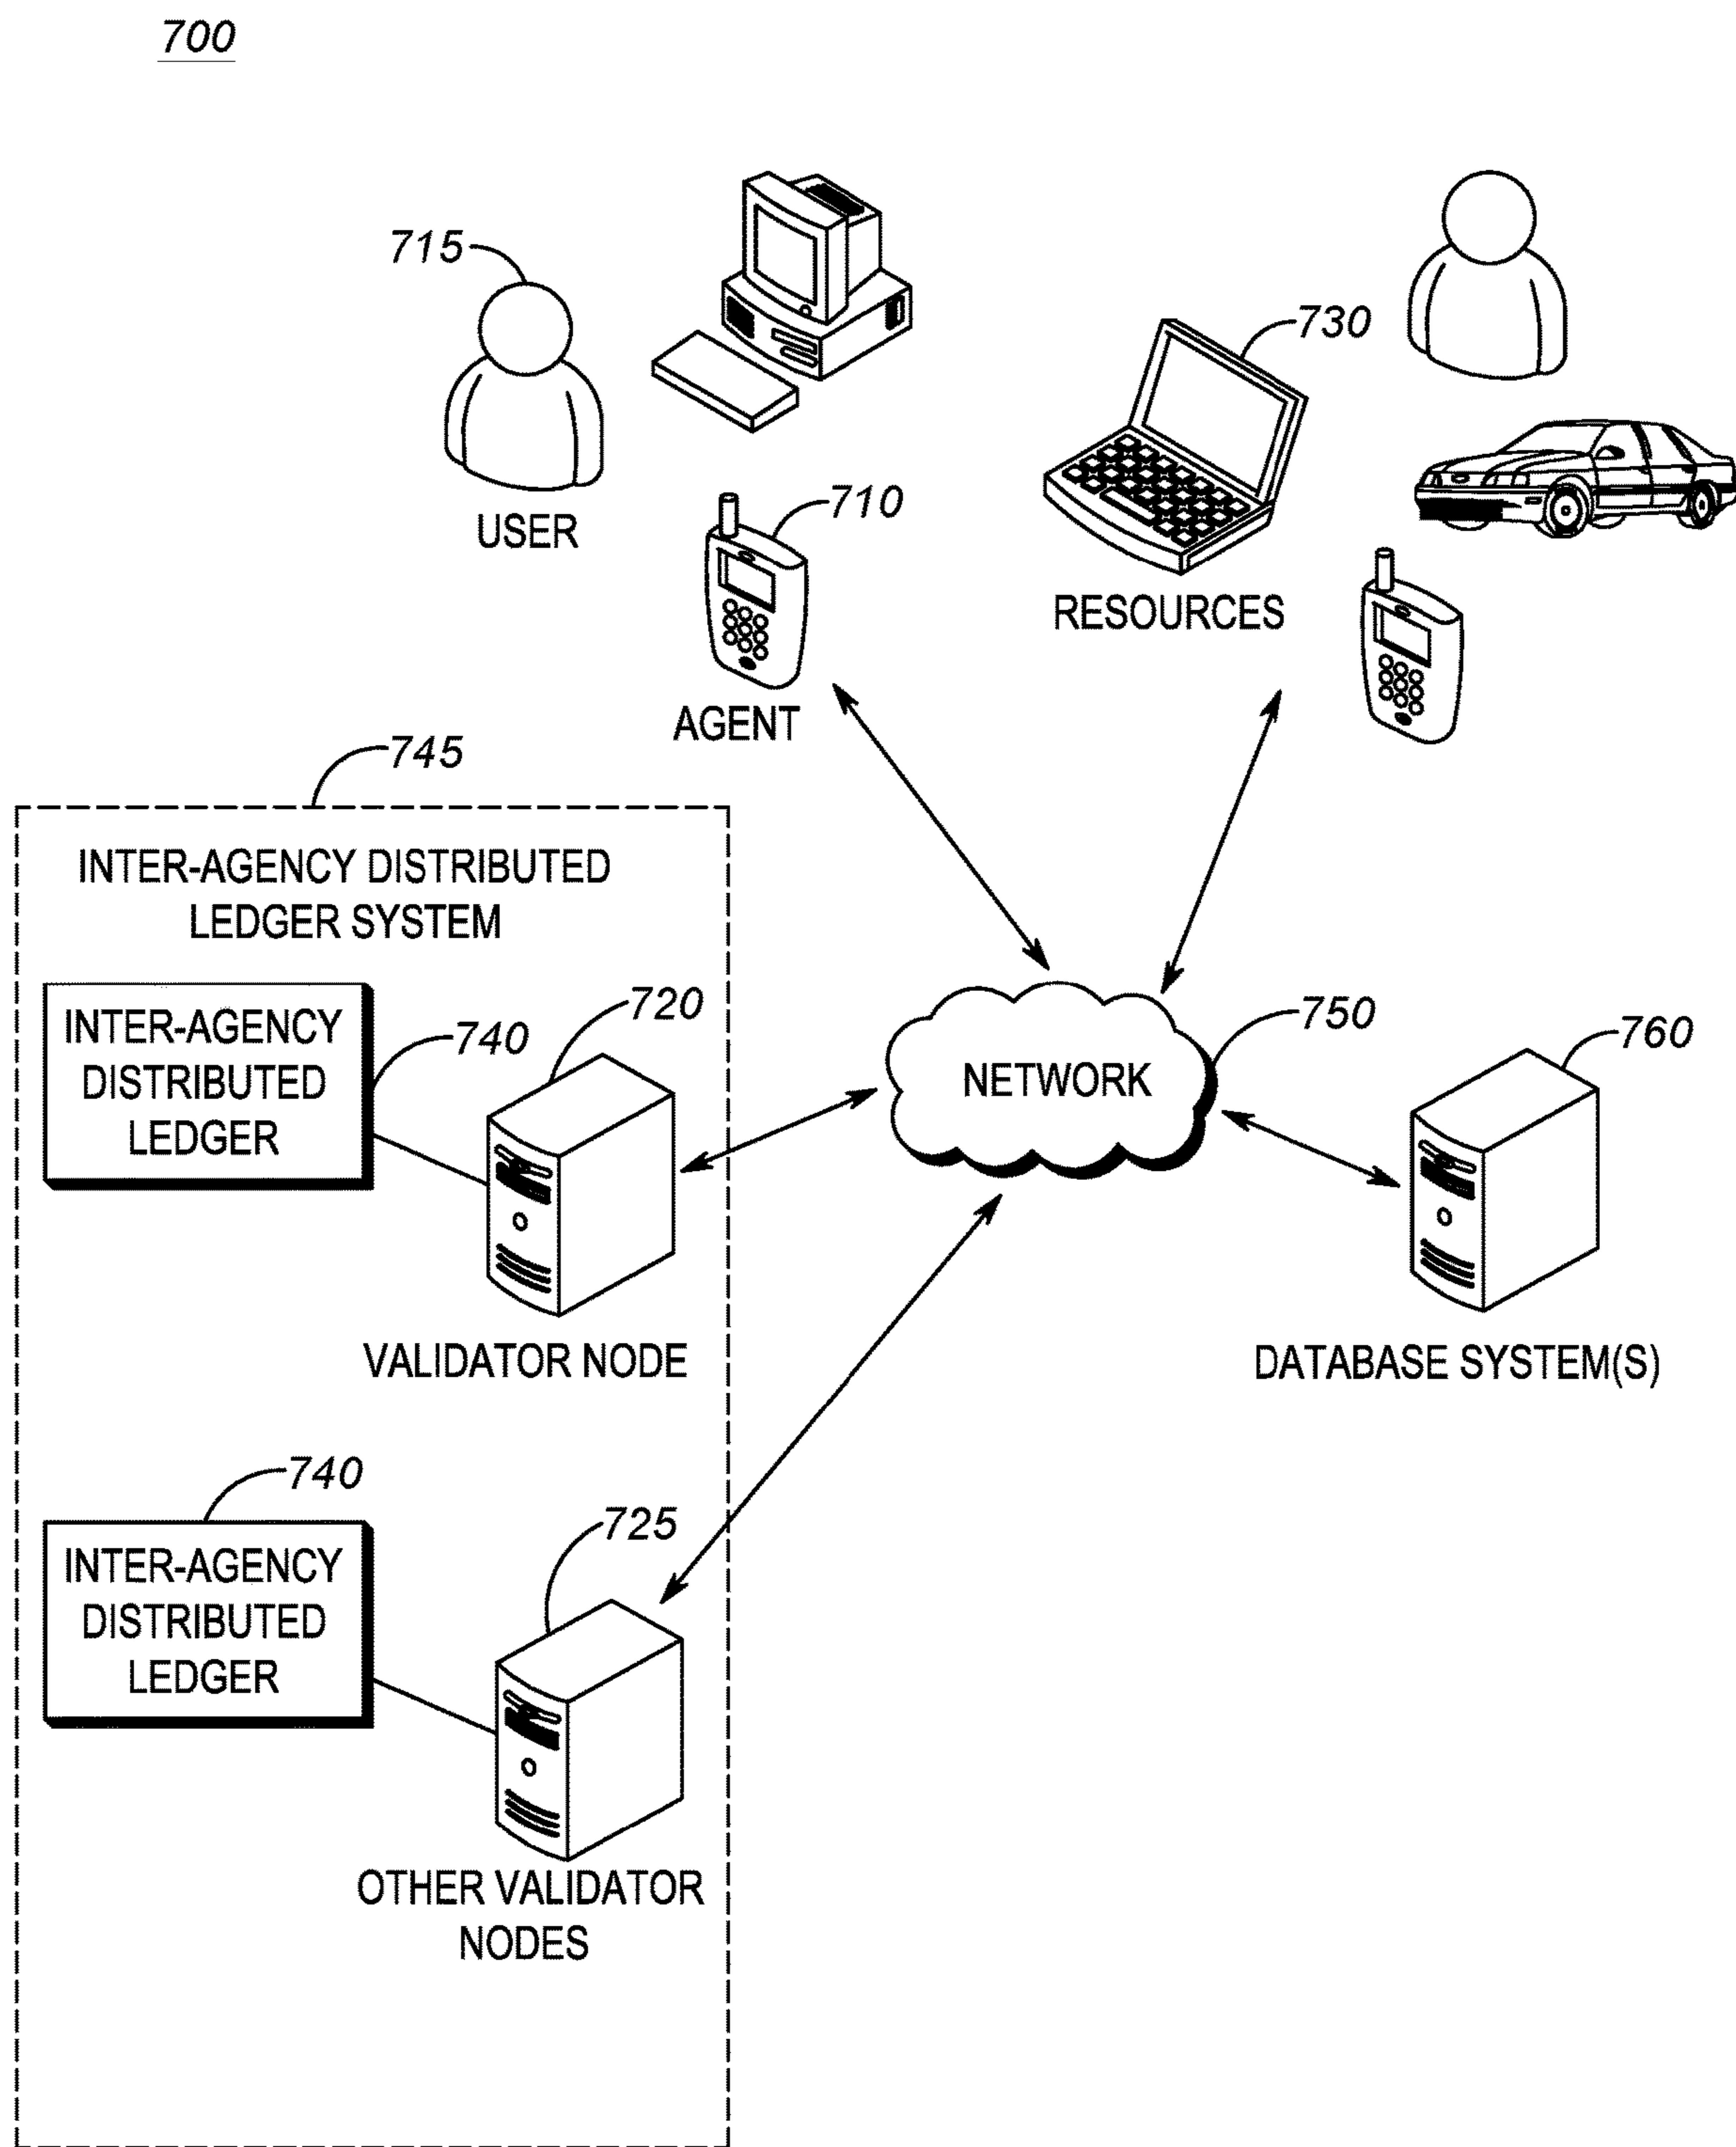 700
715
USER
710
AGENT
730
RESOURCES
745
INTER-AGENCY DISTRIBUTED
LEDGER SYSTEM
INTER-AGENCY
DISTRIBUTED
LEDGER
740
720
VALIDATOR NODE
NETWORK
750
760
DATABASE SYSTEM(S)
740
INTER-AGENCY
DISTRIBUTED
LEDGER
725
OTHER VALIDATOR
NODES